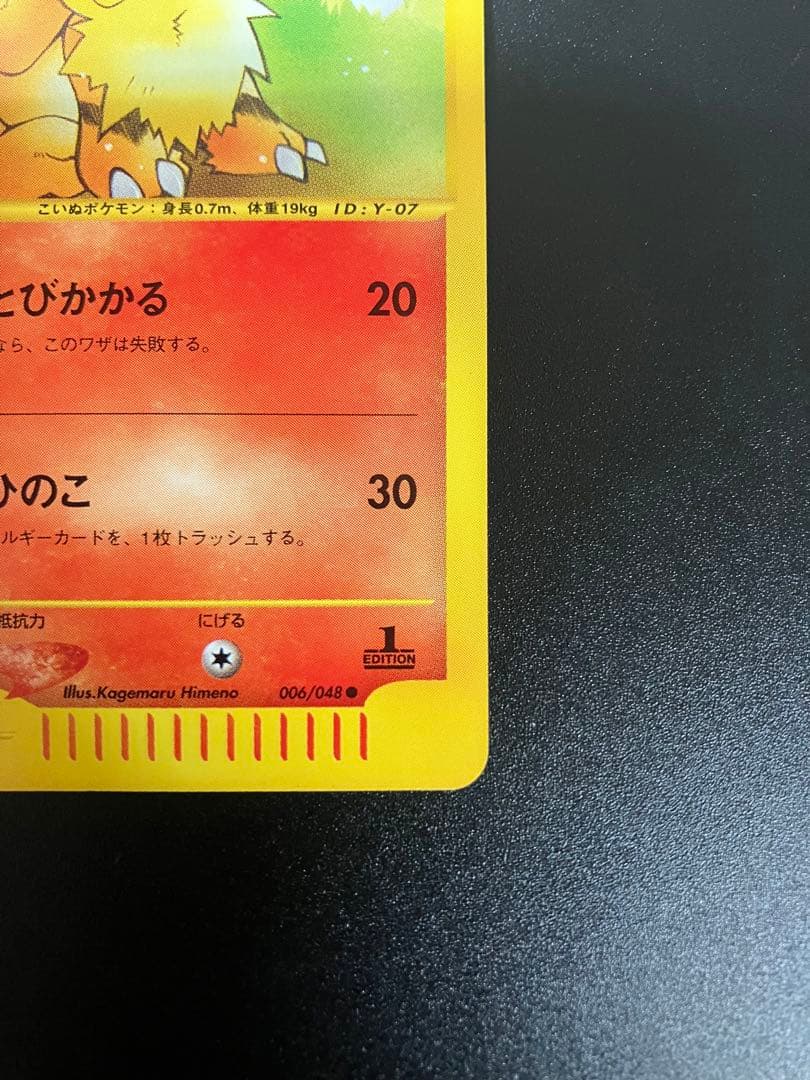 こいぬポケモン：身長0.7m、体重19kg ID:Y-07
とびかかる 20
なら、このワザは失敗する。
ひのこ 30
ルギーカードを、1枚トラッシュする。
抵抗力 にげる
1
EDITION
Illus.Kagemaru Himeno 006/048